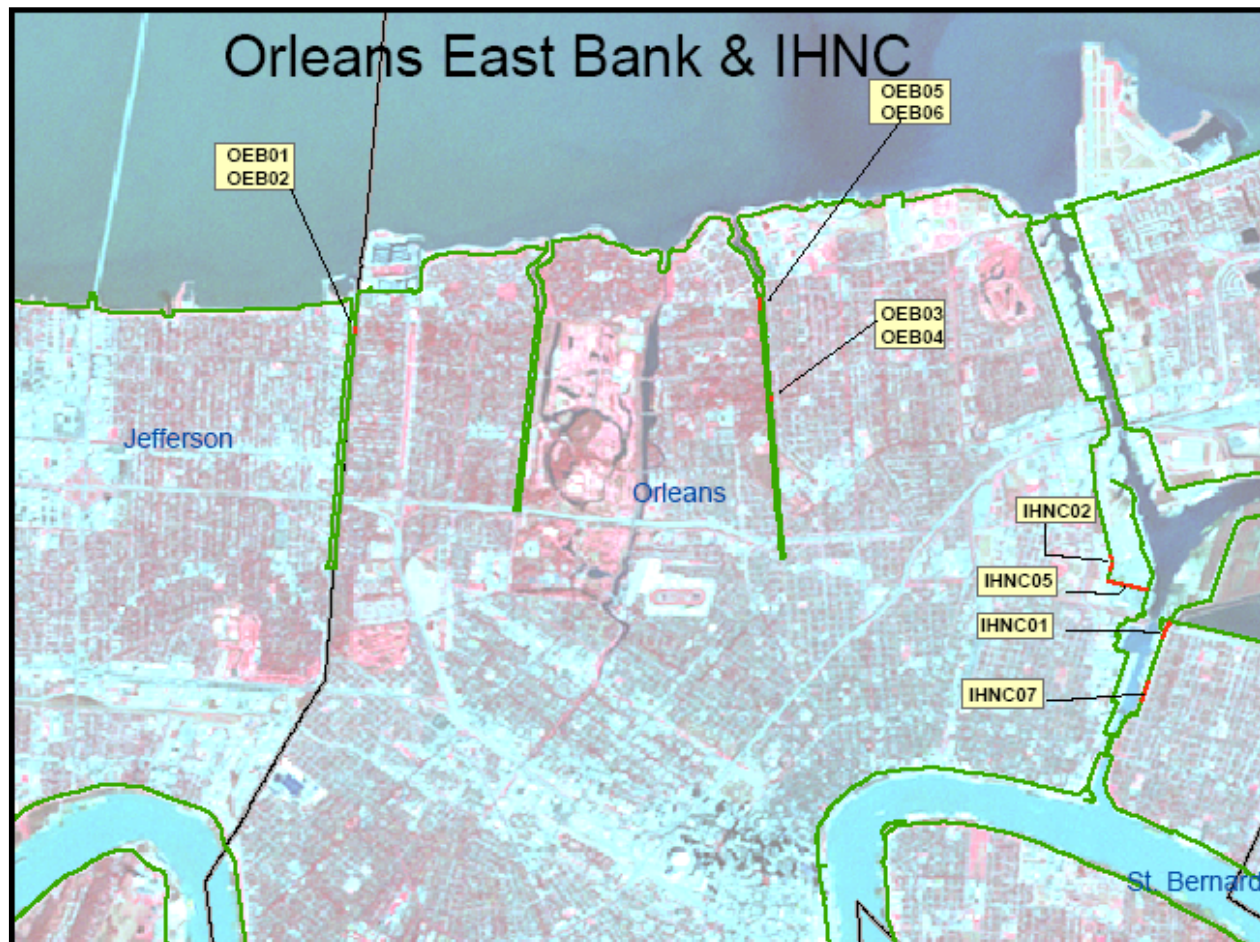 Orleans East Bank & IHNC
OEB05
OEB06
OEB01
OEB02
OEB03
OEB04
Jefferson
Orleans
IHNC02
IHNC05
IHNC01
IHNC07
St. Bernard